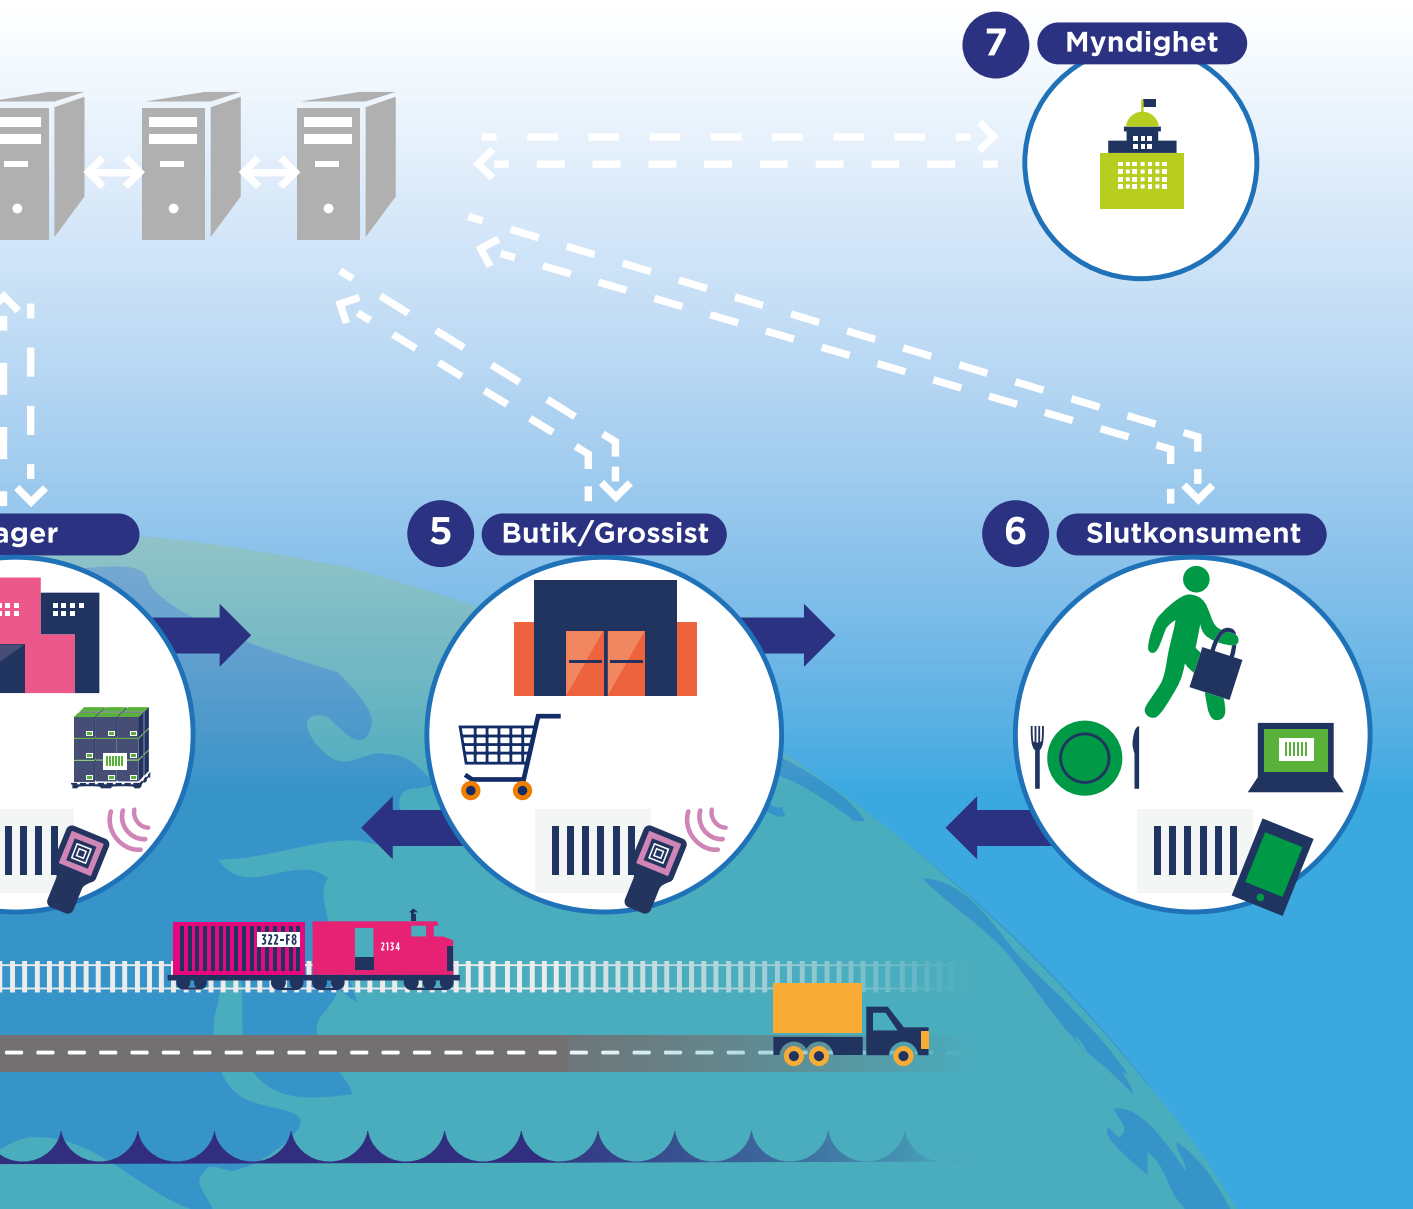 7 Myndighet
ager
5 Butik/Grossist
6 Slutkonsument
322-F8
2134